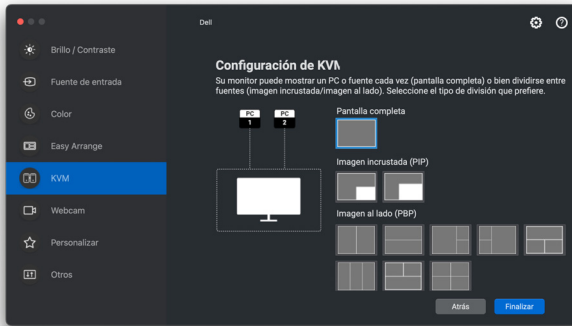 Dell
Brillo / Contraste
Fuente de entrada
Color
Easy Arrange
KVM
Webcam
Personalizar
Otros
Configuración de KVM
Su monitor puede mostrar un PC o fuente cada vez (pantalla completa) o bien dividirse entre
fuentes (imagen incrustada/imagen al lado). Seleccione el tipo de división que prefiere.
PC
1
PC
2
Pantalla completa
Imagen incrustada (PIP)
Imagen al lado (PBP)
Atrás
Finalizar